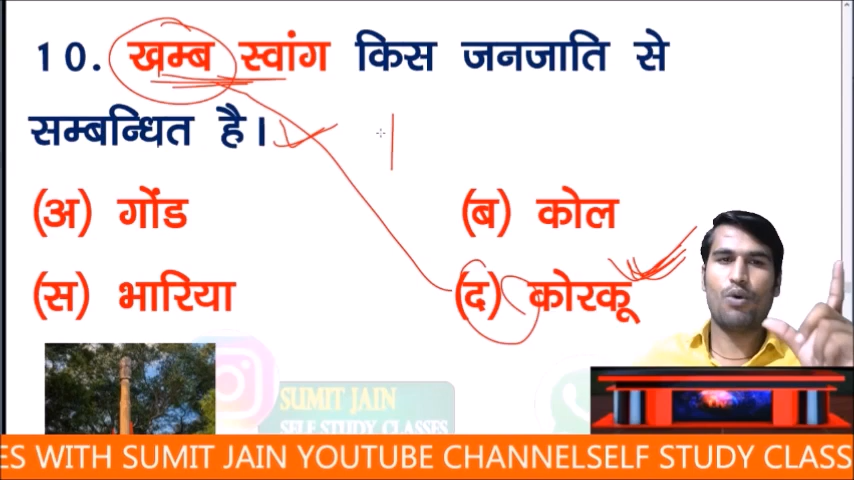 10. खम्ब स्वांग किस जनजाति से
सम्बन्धित है।
(अ) गोंड
(ब) कोल
(स) भारिया
(द) कोरकू
SUMIT JAIN
SELF STUDY CLASSES
ES WITH SUMIT JAIN YOUTUBE CHANNELSELF STUDY CLASS